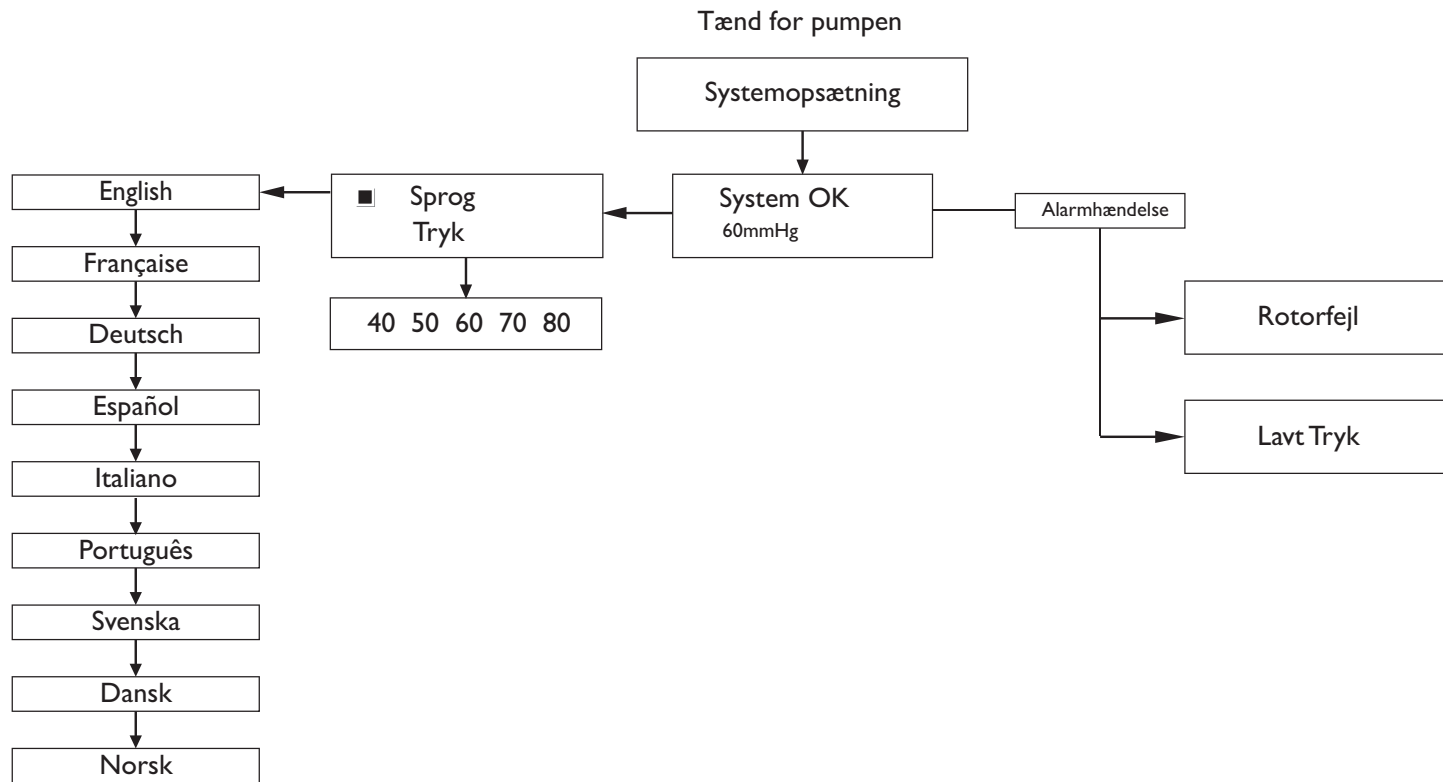 Tænd for pumpen
Systemopsætning
System OK
60mmHg
Alarmhændelse
Rotorfejl
Lavt Tryk
Sprog
Tryk
40 50 60 70 80
English
Française
Deutsch
Español
Italiano
Português
Svenska
Dansk
Norsk